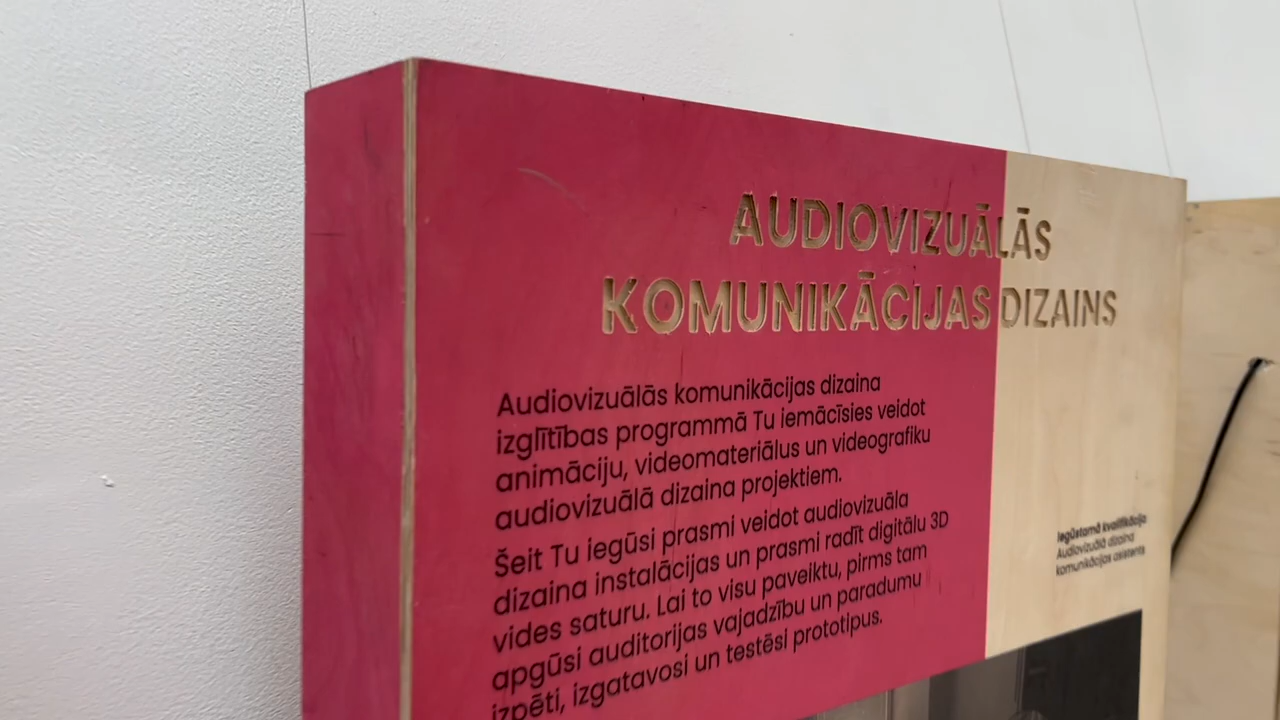 AUDIOVIZUĀLĀS
KOMUNIKĀCIJAS DIZAINS
Audiovizuālās komunikācijas dizaina
izglītības programmā Tu iemācīsies veidot
animāciju, videomateriālus un videografiku
audiovizuālā dizaina projektiem.
Šeit Tu iegūsi prasmi veidot audiovizuāla
dizaina instalācijas un prasmi radīt digitālu 3D
vides saturu. Lai to visu paveiktu, pirms tam
apgūsi auditorijas vajadzību un paradumu
izpēti, izgatavosi un testēsi prototipus.
Iegūstamā kvalifikācija
Audiovizuālā dizaina
komunikācijas asistents